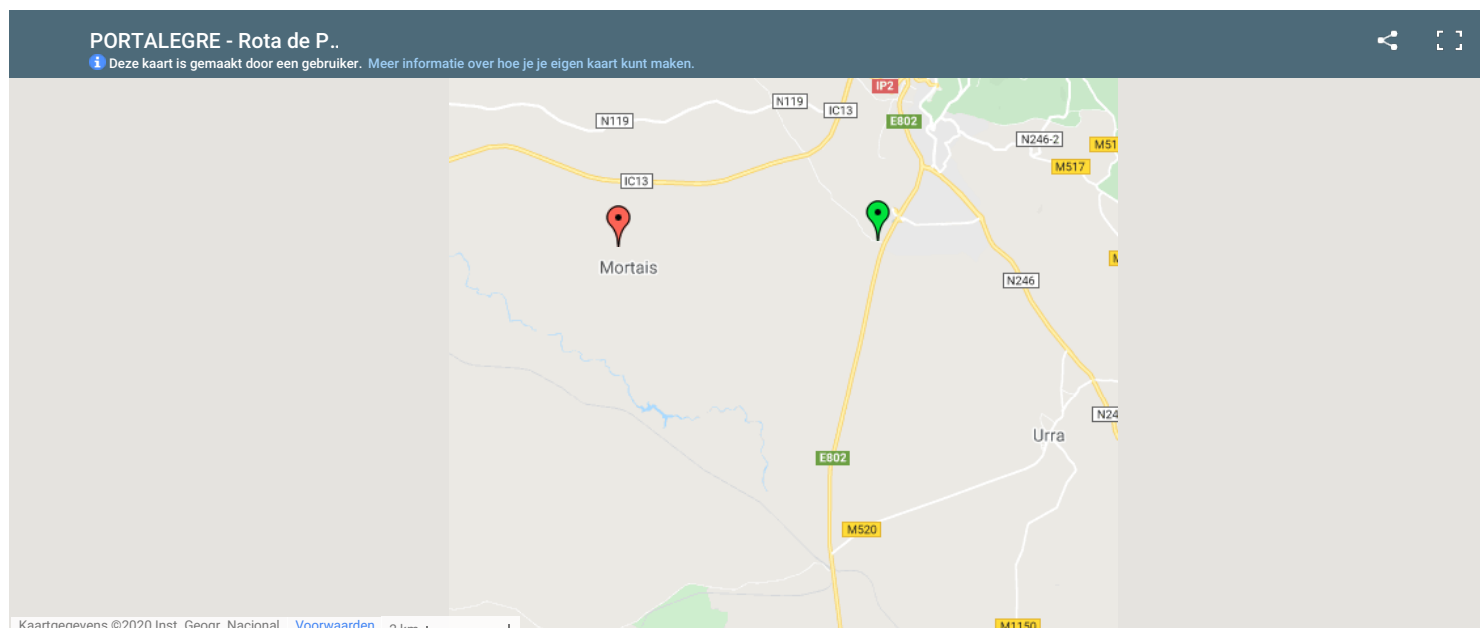 PORTALEGRE - Rota de P..
Deze kaart is gemaakt door een gebruiker. Meer informatie over hoe je je eigen kaart kunt maken.
IP2
N119
IC13
N119
E802
N246-2
M51
M517
IC13
Mortais
M
N246
N24
Urra
E802
M520
Kaartgegevens ©2020 Inst. Geogr. Nacional
Voorwaarden
2 km
M1150